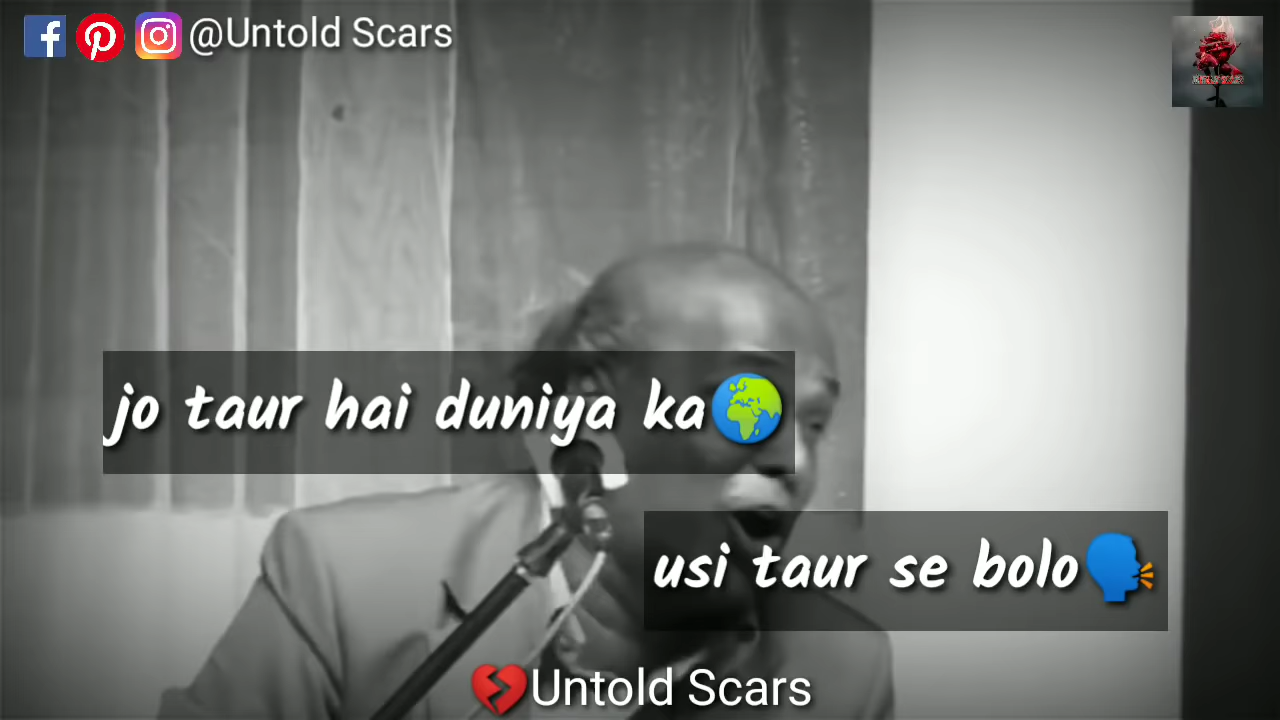 @Untold Scars
jo taur hai duniya ka🌍
usi taur se bolo🗣
💔Untold Scars